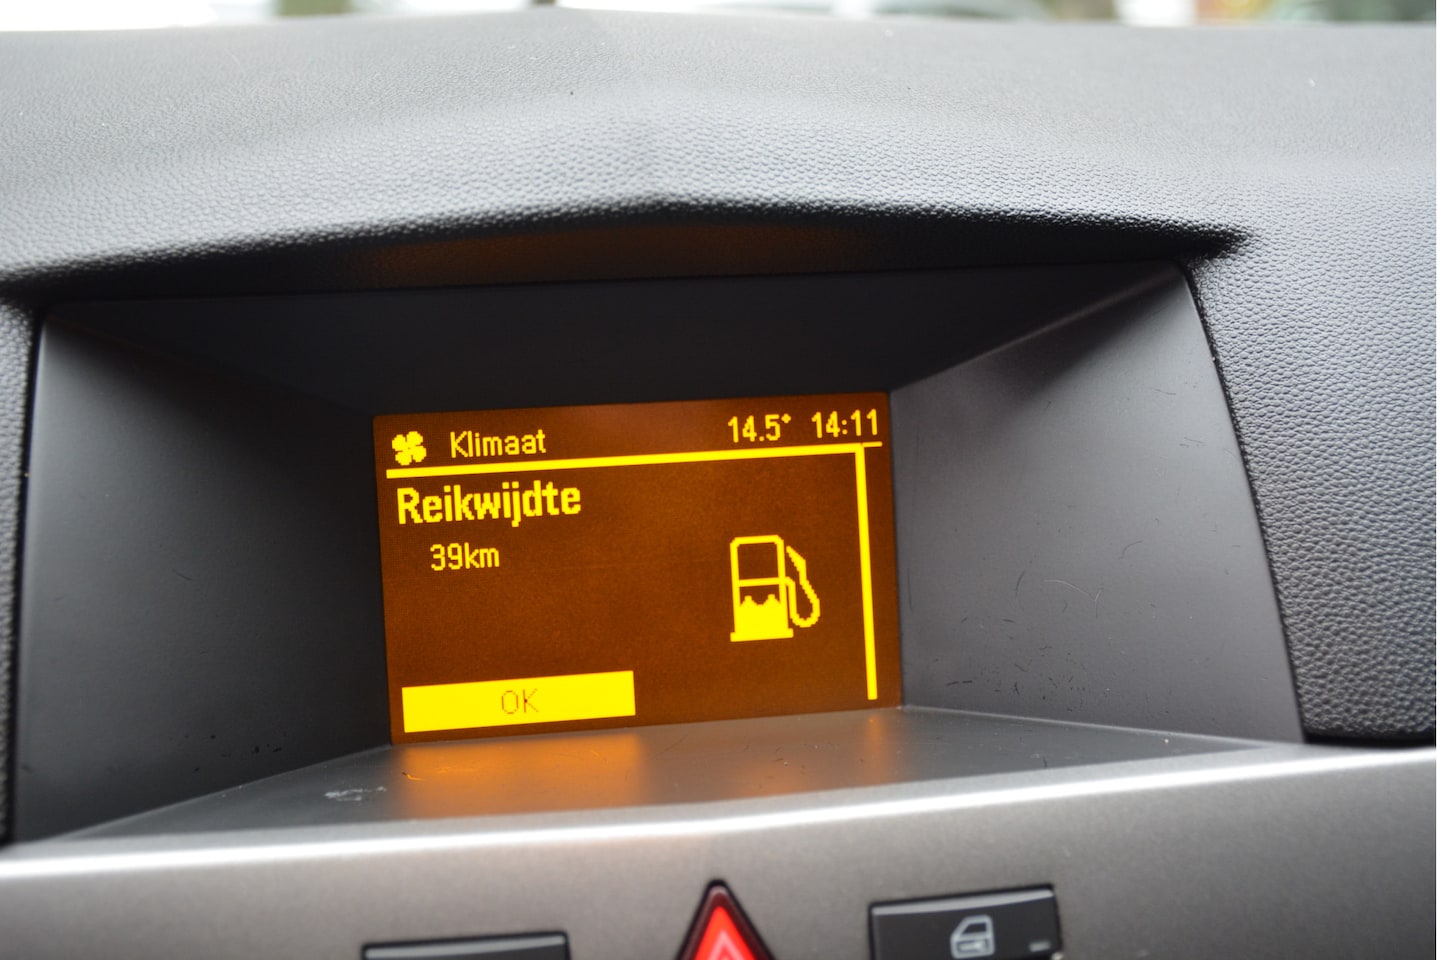 Klimaat 14.5° 14:11
Reikwijdte
39km
OK